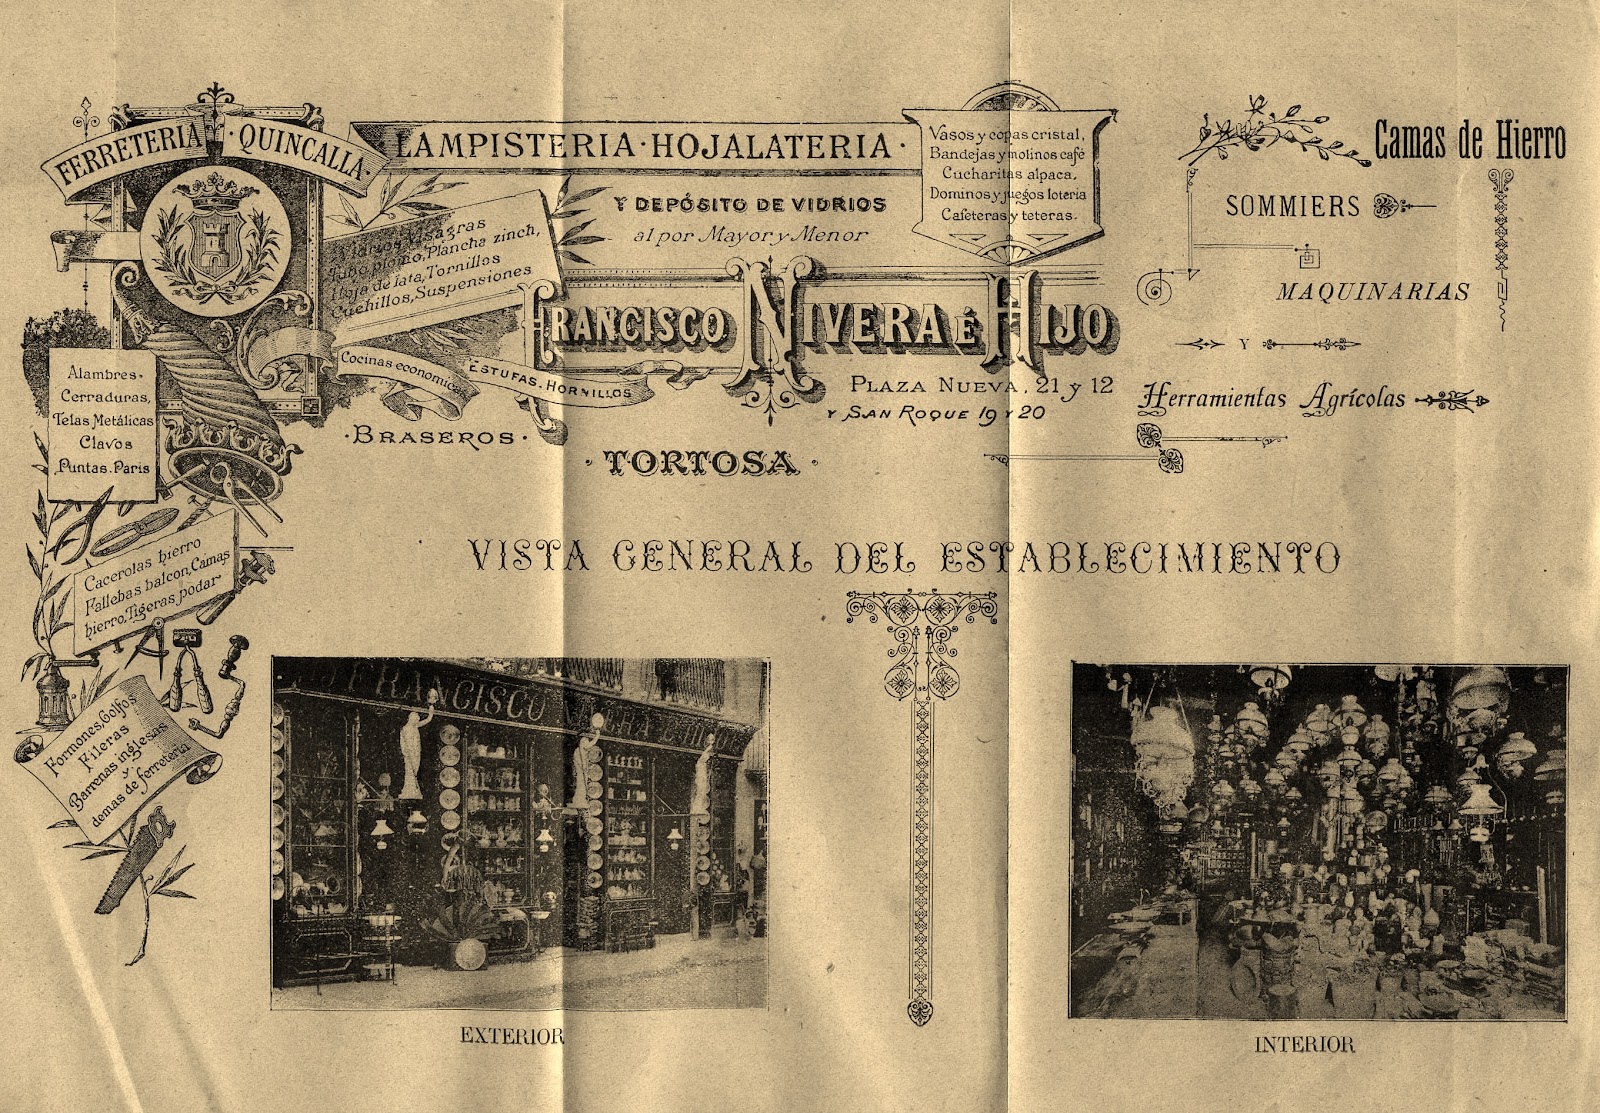 FERRETERIA · QUINCALLA ·
LAMPISTERIA · HOJALATERIA ·
Y DEPÓSITO DE VIDRIOS
al por Mayor y Menor
Vasos y copas cristal,
Bandejas y molinos café
Cucharitas alpaca,
Dominos y juegos loteria
Cafeteras y teteras.
Visagras
Tubo plomo, Plancha zinch,
Hoja de lata, Tornillos
Cuchillos, Suspensiones
FRANCISCO NIVERA É HIJO
Cocinas economicas
ESTUFAS. HORNILLOS
· BRASEROS ·
PLAZA NUEVA, 21 y 12
Y SAN ROQUE 19 Y 20
· TORTOSA ·
Camas de Hierro
SOMMIERS
MAQUINARIAS
Y
Herramientas Agrícolas
Alambres.
Cerraduras,
Telas Metálicas
Clavos
Puntas. Paris
Cacerolas hierro
Fallebas balcon, Camas
hierro, Tigeras podar
Formones, Golfos
Fileras
Barrenas inglesas
y
demas de ferreteria
VISTA GENERAL DEL ESTABLECIMIENTO
FRANCISCO NIVERA É HIJO
EXTERIOR
INTERIOR